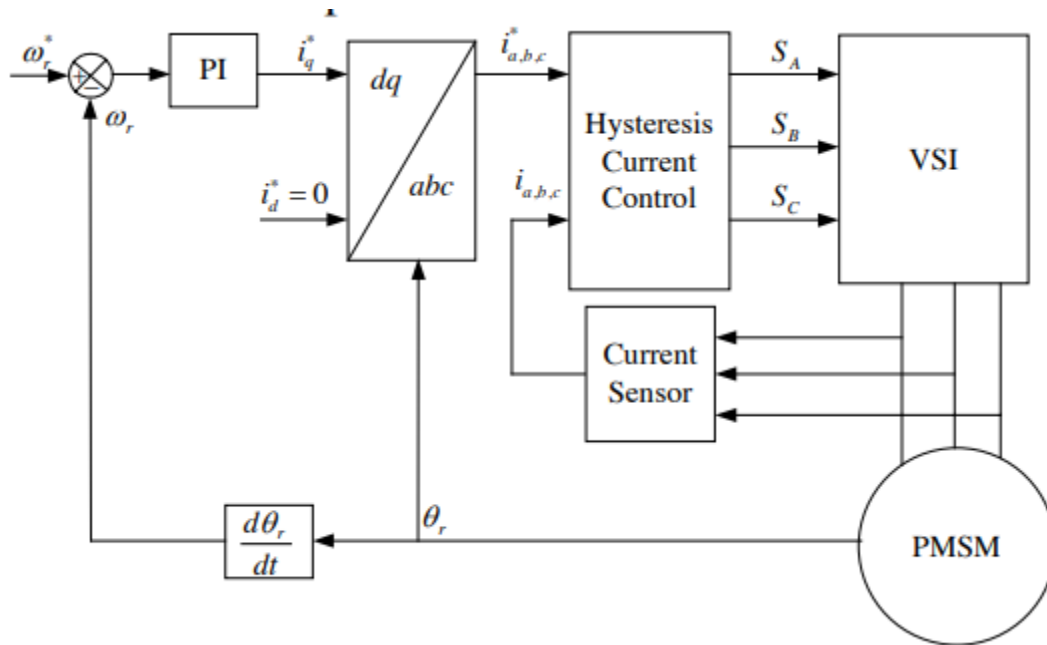 ω_r^*
+
−
ω_r
PI
i_q^*
i_d^* = 0
dq
abc
i_{a,b,c}^*
i_{a,b,c}
Hysteresis
Current
Control
S_A
S_B
S_C
VSI
Current
Sensor
dθ_r
dt
θ_r
PMSM